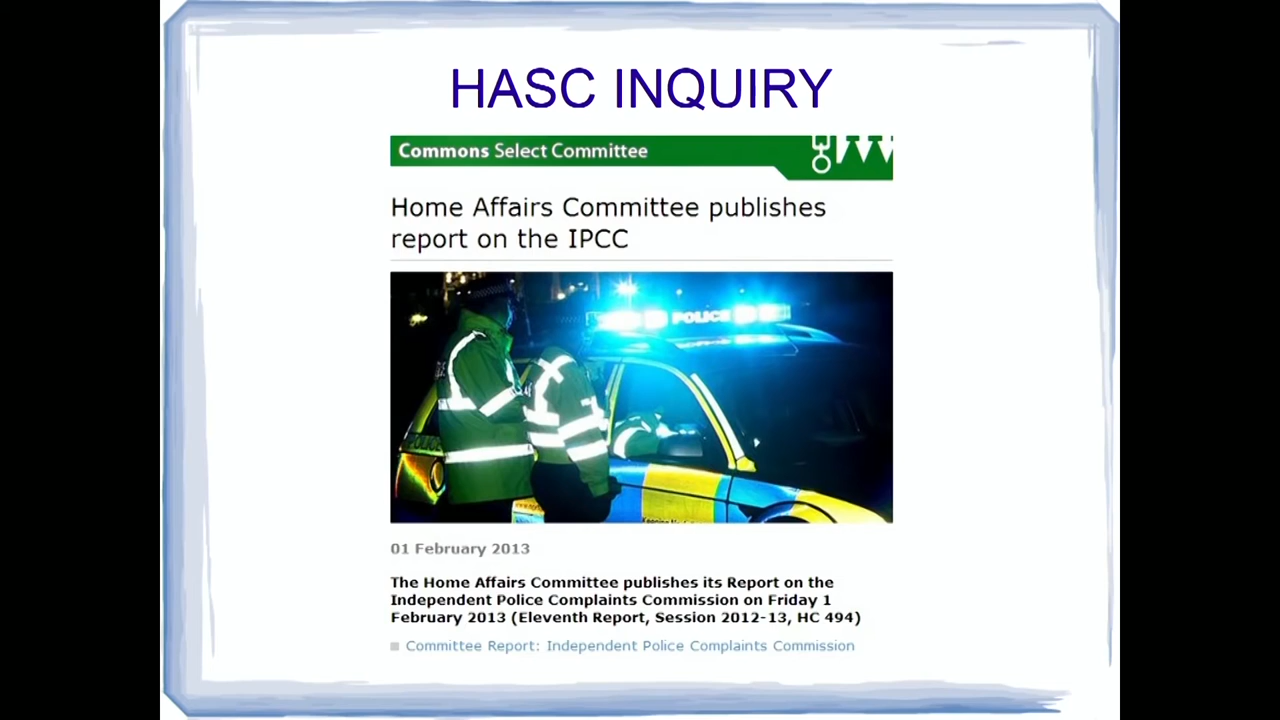 HASC INQUIRY
Commons Select Committee
Home Affairs Committee publishes
report on the IPCC
POLICE
POLICE
01 February 2013
The Home Affairs Committee publishes its Report on the
Independent Police Complaints Commission on Friday 1
February 2013 (Eleventh Report, Session 2012-13, HC 494)
Committee Report: Independent Police Complaints Commission